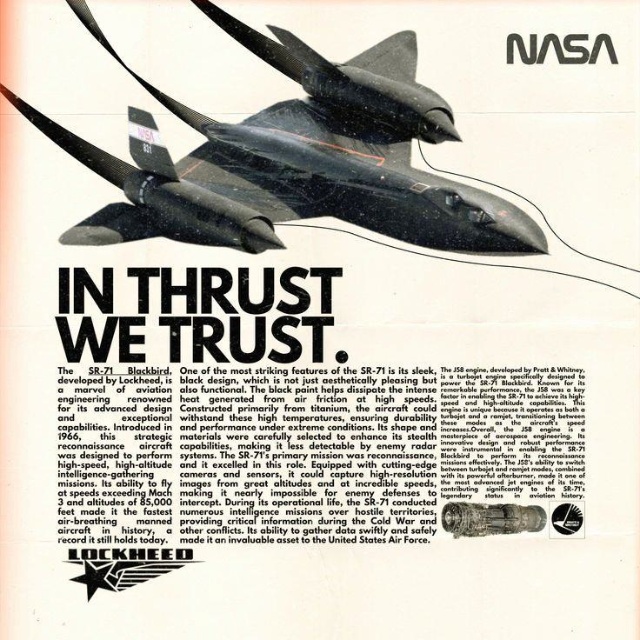 NASA
NASA
831
IN THRUST
WE TRUST.
The SR-71 Blackbird,
developed by Lockheed, is
a marvel of aviation
engineering renowned
for its advanced design
and exceptional
capabilities. Introduced in
1966, this strategic
reconnaissance aircraft
was designed to perform
high-speed, high-altitude
intelligence-gathering
missions. Its ability to fly
at speeds exceeding Mach
3 and altitudes of 85,000
feet made it the fastest
air-breathing manned
aircraft in history, a
record it still holds today.
One of the most striking features of the SR-71 is its sleek,
black design, which is not just aesthetically pleasing but
also functional. The black paint helps dissipate the intense
heat generated from air friction at high speeds.
Constructed primarily from titanium, the aircraft could
withstand these high temperatures, ensuring durability
and performance under extreme conditions. Its shape and
materials were carefully selected to enhance its stealth
capabilities, making it less detectable by enemy radar
systems. The SR-71's primary mission was reconnaissance,
and it excelled in this role. Equipped with cutting-edge
cameras and sensors, it could capture high-resolution
images from great altitudes and at incredible speeds,
making it nearly impossible for enemy defenses to
intercept. During its operational life, the SR-71 conducted
numerous intelligence missions over hostile territories,
providing critical information during the Cold War and
other conflicts. Its ability to gather data swiftly and safely
made it an invaluable asset to the United States Air Force.
The J58 engine, developed by Pratt & Whitney,
is a turbojet engine specifically designed to
power the SR-71 Blackbird. Known for its
remarkable performance, the J58 was a key
factor in enabling the SR-71 to achieve its high-
speed and high-altitude capabilities. This
engine is unique because it operates as both a
turbojet and a ramjet, transitioning between
these modes as the aircraft's speed
increases.Overall, the J58 engine is a
masterpiece of aerospace engineering. Its
innovative design and robust performance
were instrumental in enabling the SR-71
Blackbird to perform its reconnaissance
missions effectively. The J58's ability to switch
between turbojet and ramjet modes, combined
with its powerful afterburner, made it one of
the most advanced jet engines of its time,
contributing significantly to the SR-71's
legendary status in aviation history.
LOCKHEED